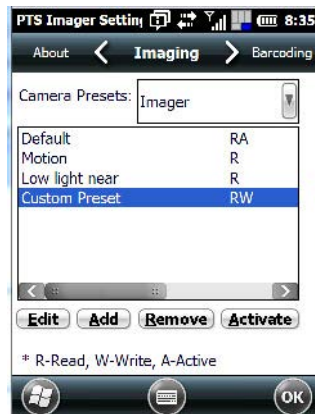 PTS Imager Settin 8:35
About Imaging Barcoding
Camera Presets: Imager
Default RA
Motion R
Low light near R
Custom Preset RW
Edit Add Remove Activate
* R-Read, W-Write, A-Active
OK